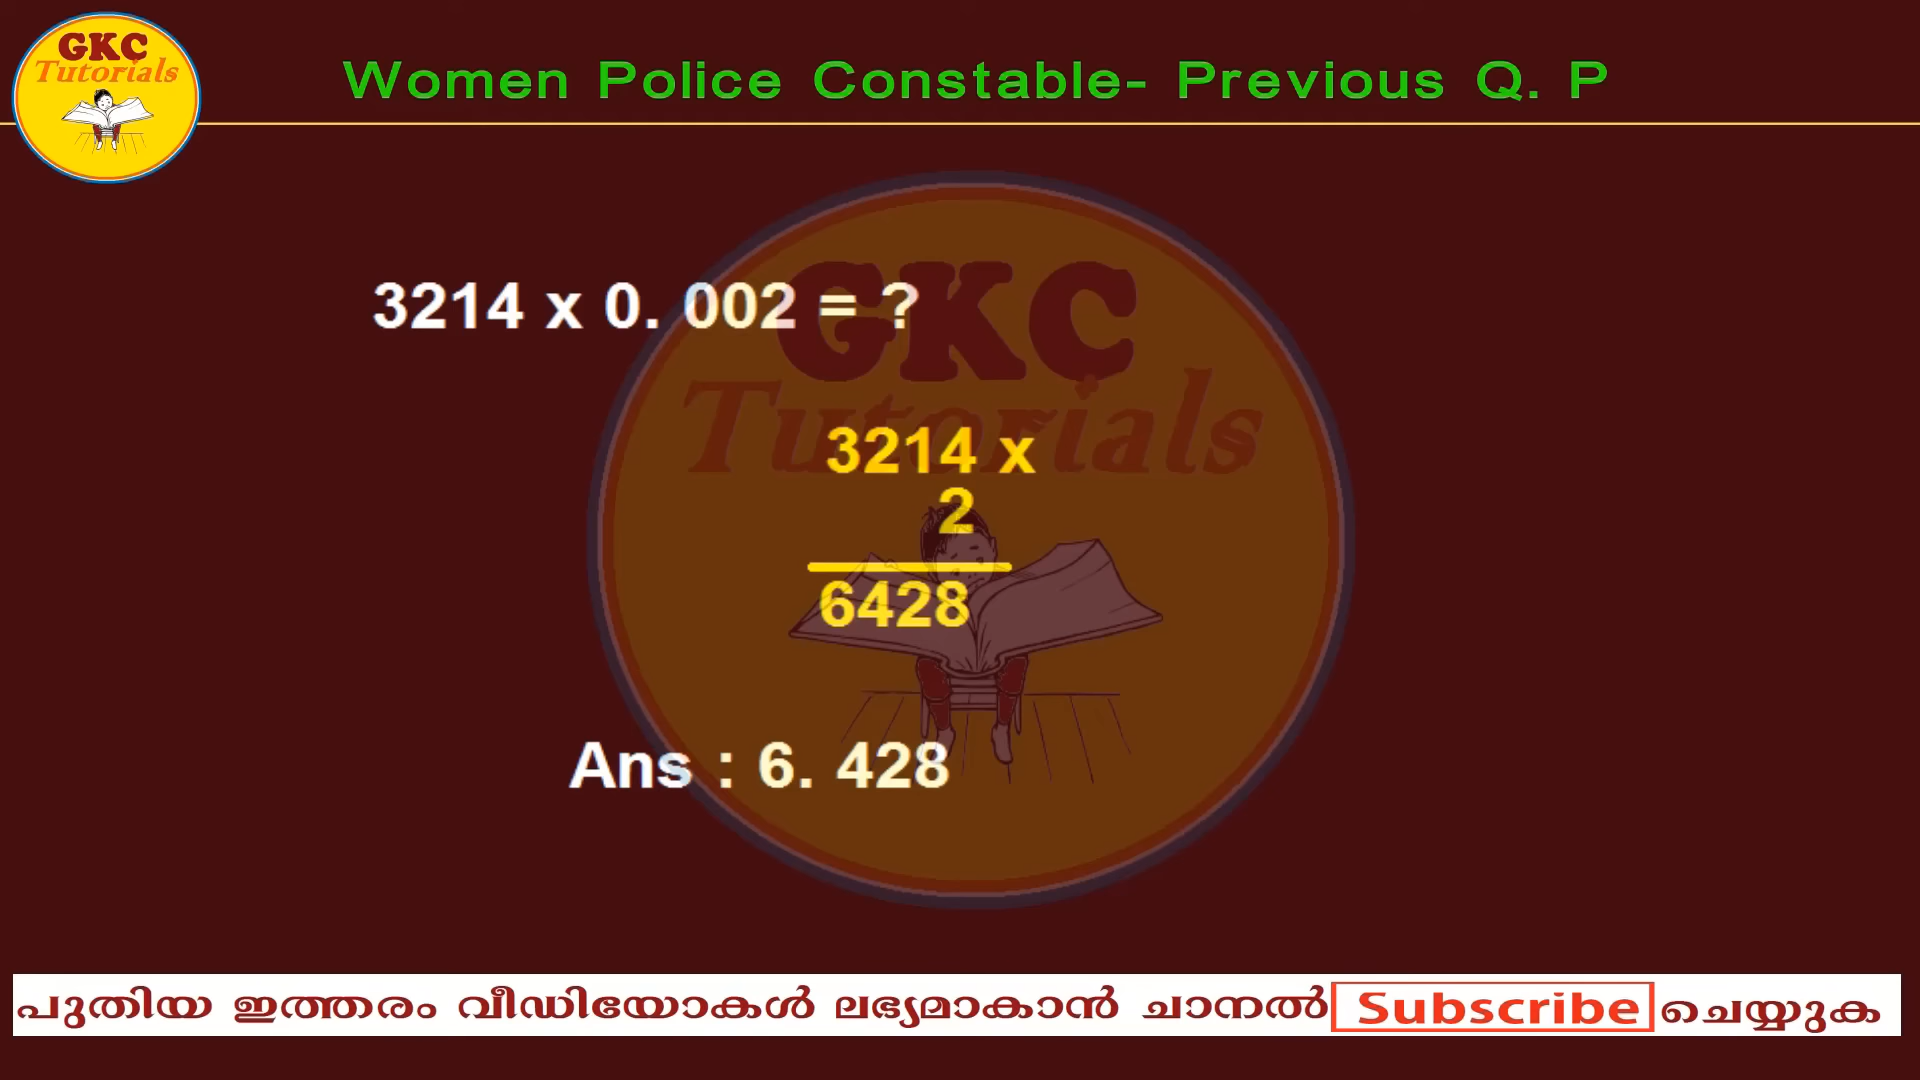 GKC
Tutorials
Women Police Constable- Previous Q. P
GKC
Tutorials
3214 x 0. 002 = ?
3214 x
2
6428
Ans : 6. 428
പുതിയ ഇത്തരം വീഡിയോകൾ ലഭ്യമാകാൻ ചാനൽ Subscribe ചെയ്യുക